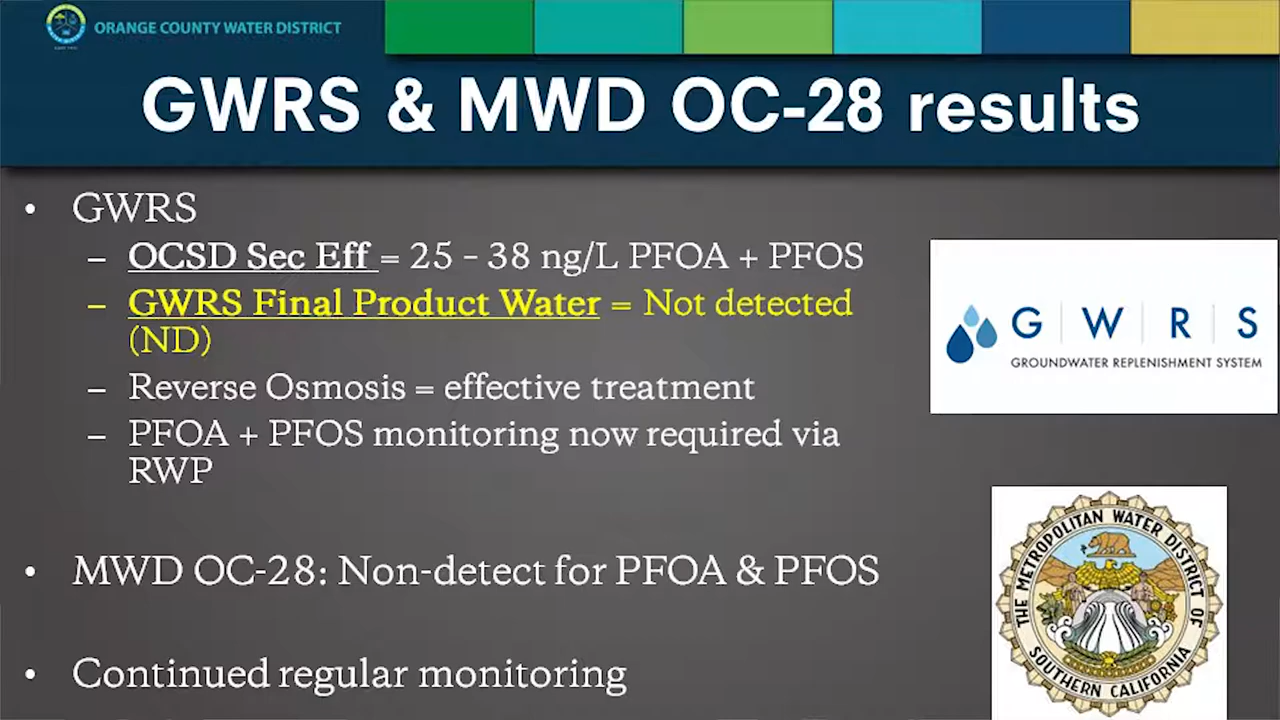 ORANGE COUNTY WATER DISTRICT
GWRS & MWD OC-28 results
• GWRS
– OCSD Sec Eff = 25 – 38 ng/L PFOA + PFOS
– GWRS Final Product Water = Not detected
(ND)
– Reverse Osmosis = effective treatment
– PFOA + PFOS monitoring now required via
RWP
• MWD OC-28: Non-detect for PFOA & PFOS
• Continued regular monitoring
G | W | R | S
GROUNDWATER REPLENISHMENT SYSTEM
THE METROPOLITAN WATER DISTRICT OF
SOUTHERN CALIFORNIA